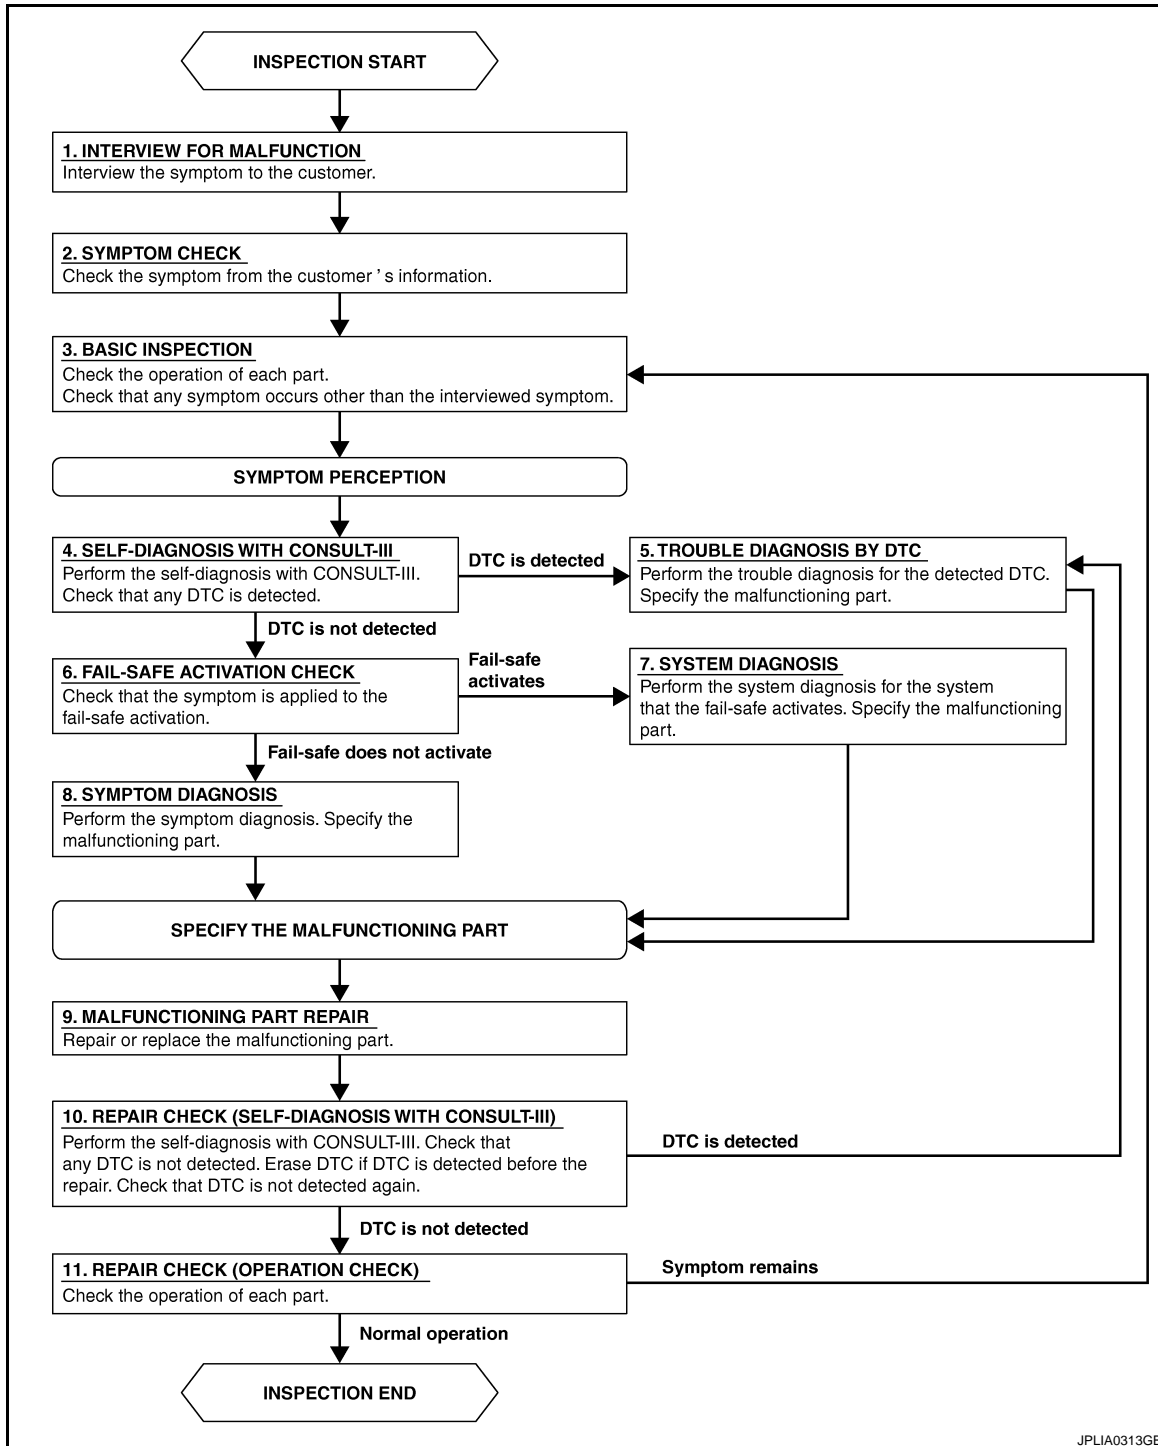 INSPECTION START
1. INTERVIEW FOR MALFUNCTION
Interview the symptom to the customer.
2. SYMPTOM CHECK
Check the symptom from the customer ’ s information.
3. BASIC INSPECTION
Check the operation of each part.
Check that any symptom occurs other than the interviewed symptom.
SYMPTOM PERCEPTION
4. SELF-DIAGNOSIS WITH CONSULT-III
Perform the self-diagnosis with CONSULT-III.
Check that any DTC is detected.
DTC is detected
5. TROUBLE DIAGNOSIS BY DTC
Perform the trouble diagnosis for the detected DTC.
Specify the malfunctioning part.
DTC is not detected
6. FAIL-SAFE ACTIVATION CHECK
Check that the symptom is applied to the
fail-safe activation.
Fail-safe
activates
7. SYSTEM DIAGNOSIS
Perform the system diagnosis for the system
that the fail-safe activates. Specify the malfunctioning
part.
Fail-safe does not activate
8. SYMPTOM DIAGNOSIS
Perform the symptom diagnosis. Specify the
malfunctioning part.
SPECIFY THE MALFUNCTIONING PART
9. MALFUNCTIONING PART REPAIR
Repair or replace the malfunctioning part.
10. REPAIR CHECK (SELF-DIAGNOSIS WITH CONSULT-III)
Perform the self-diagnosis with CONSULT-III. Check that
any DTC is not detected. Erase DTC if DTC is detected before the
repair. Check that DTC is not detected again.
DTC is detected
DTC is not detected
11. REPAIR CHECK (OPERATION CHECK)
Check the operation of each part.
Symptom remains
Normal operation
INSPECTION END
JPLIA0313GB